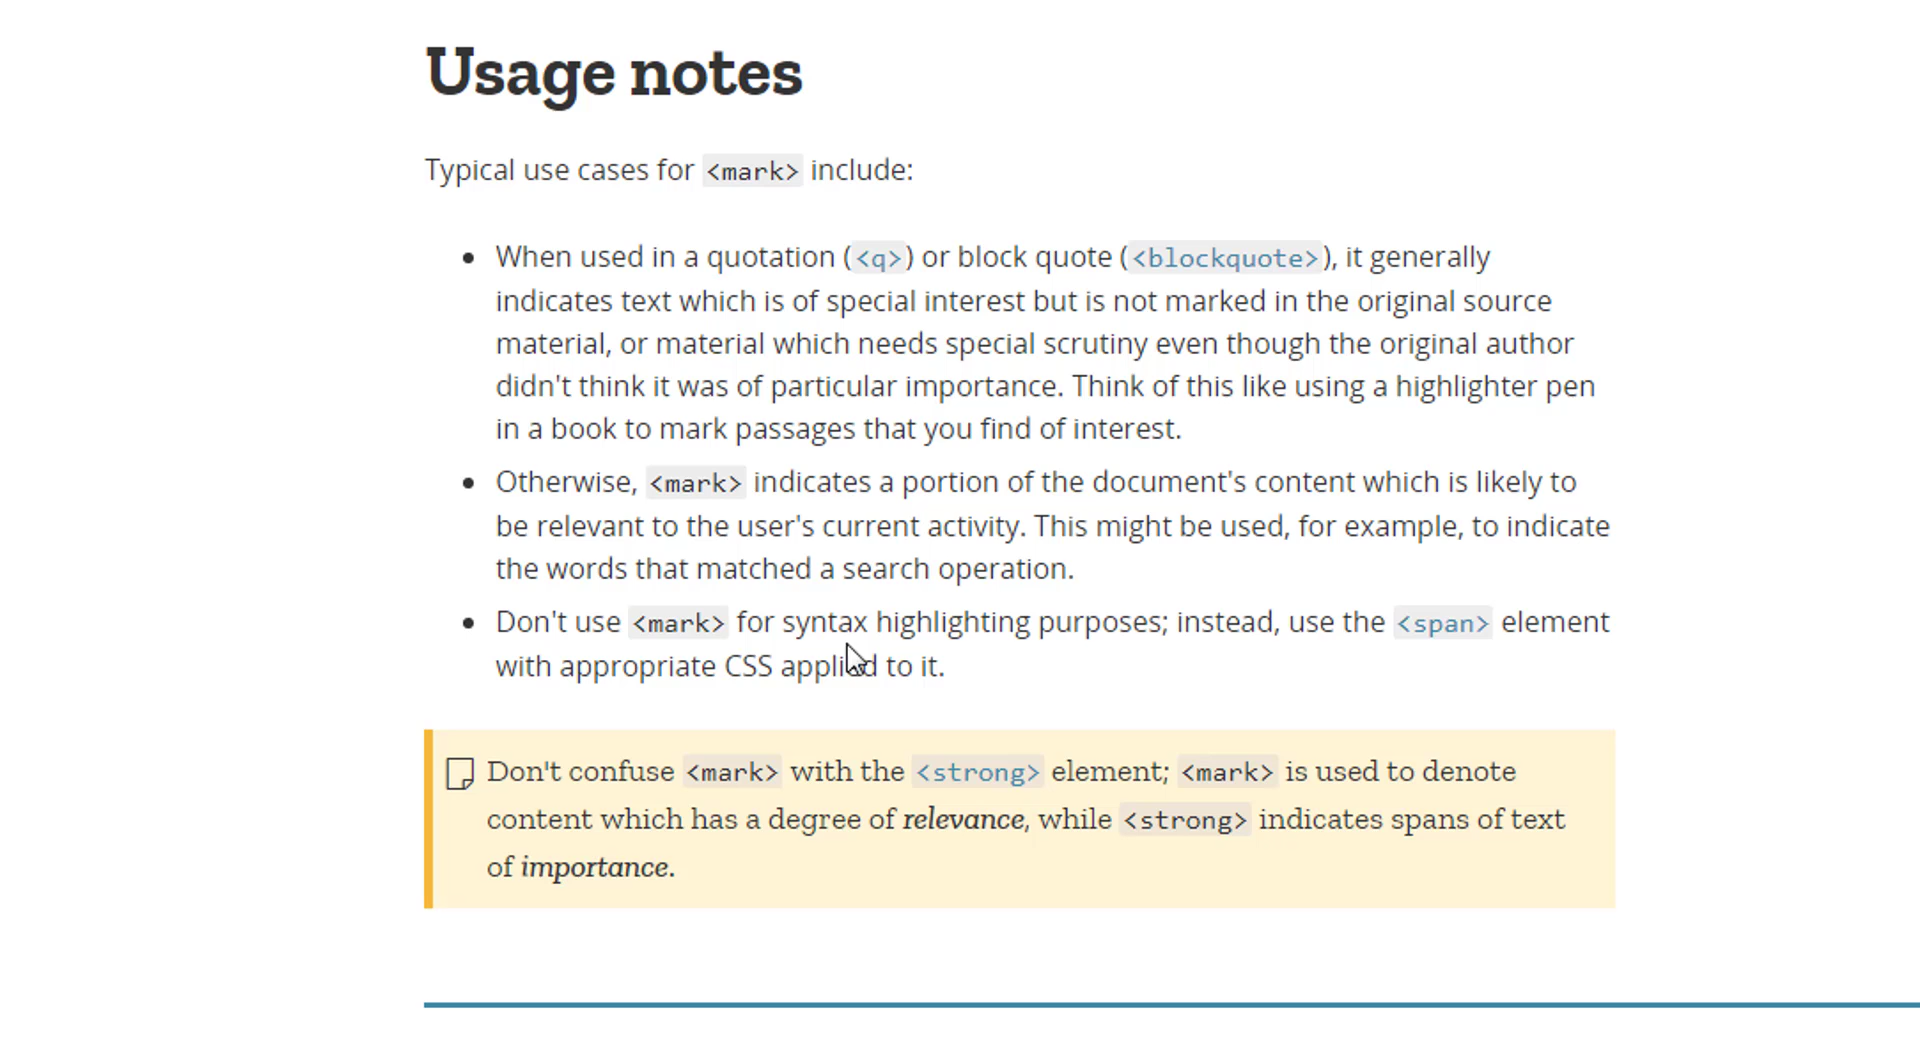 Usage notes
Typical use cases for <mark> include:
When used in a quotation (<q>) or block quote (<blockquote>), it generally
indicates text which is of special interest but is not marked in the original source
material, or material which needs special scrutiny even though the original author
didn't think it was of particular importance. Think of this like using a highlighter pen
in a book to mark passages that you find of interest.
Otherwise, <mark> indicates a portion of the document's content which is likely to
be relevant to the user's current activity. This might be used, for example, to indicate
the words that matched a search operation.
Don't use <mark> for syntax highlighting purposes; instead, use the <span> element
with appropriate CSS applied to it.
Don't confuse <mark> with the <strong> element; <mark> is used to denote
content which has a degree of relevance, while <strong> indicates spans of text
of importance.